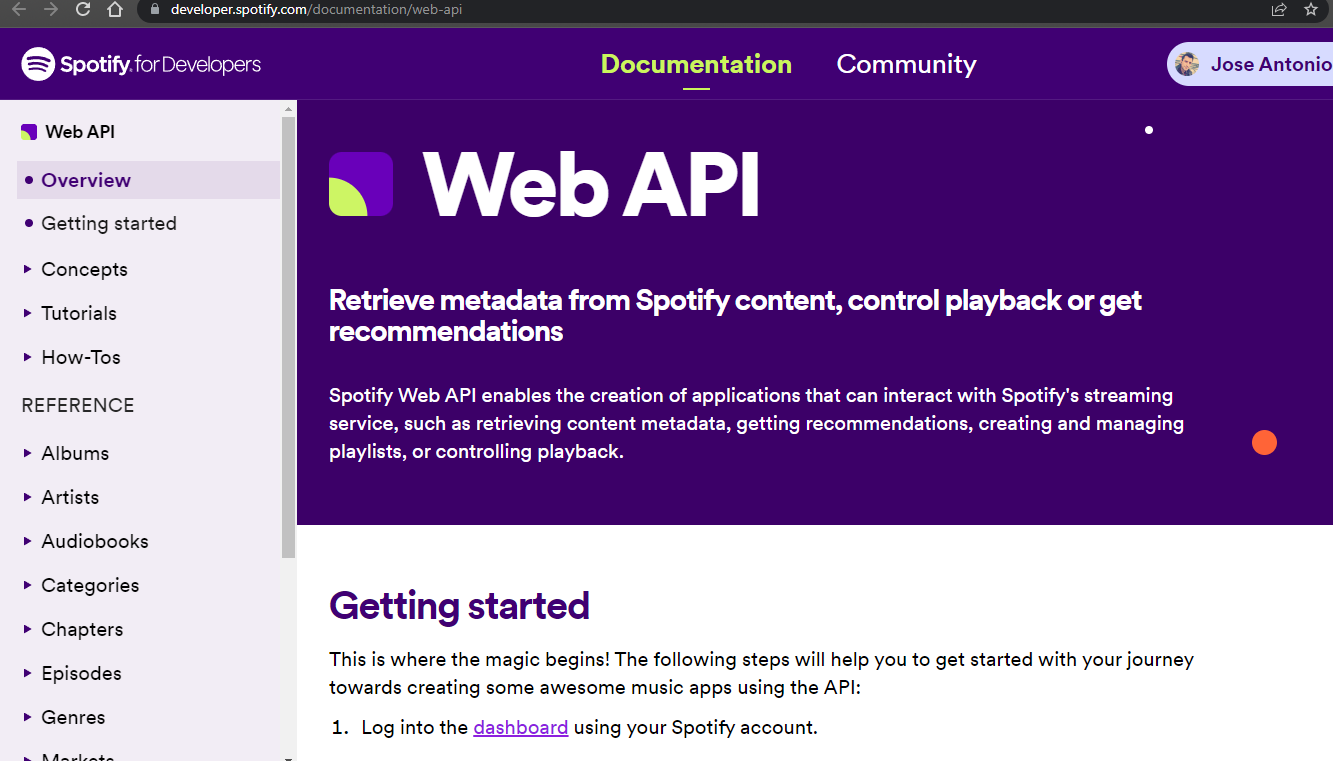 developer.spotify.com/documentation/web-api
Spotify for Developers
Documentation
Community
Jose Antonio
Web API
Overview
Getting started
Concepts
Tutorials
How-Tos
REFERENCE
Albums
Artists
Audiobooks
Categories
Chapters
Episodes
Genres
Markets
Web API
Retrieve metadata from Spotify content, control playback or get
recommendations
Spotify Web API enables the creation of applications that can interact with Spotify's streaming
service, such as retrieving content metadata, getting recommendations, creating and managing
playlists, or controlling playback.
Getting started
This is where the magic begins! The following steps will help you to get started with your journey
towards creating some awesome music apps using the API:
1. Log into the dashboard using your Spotify account.